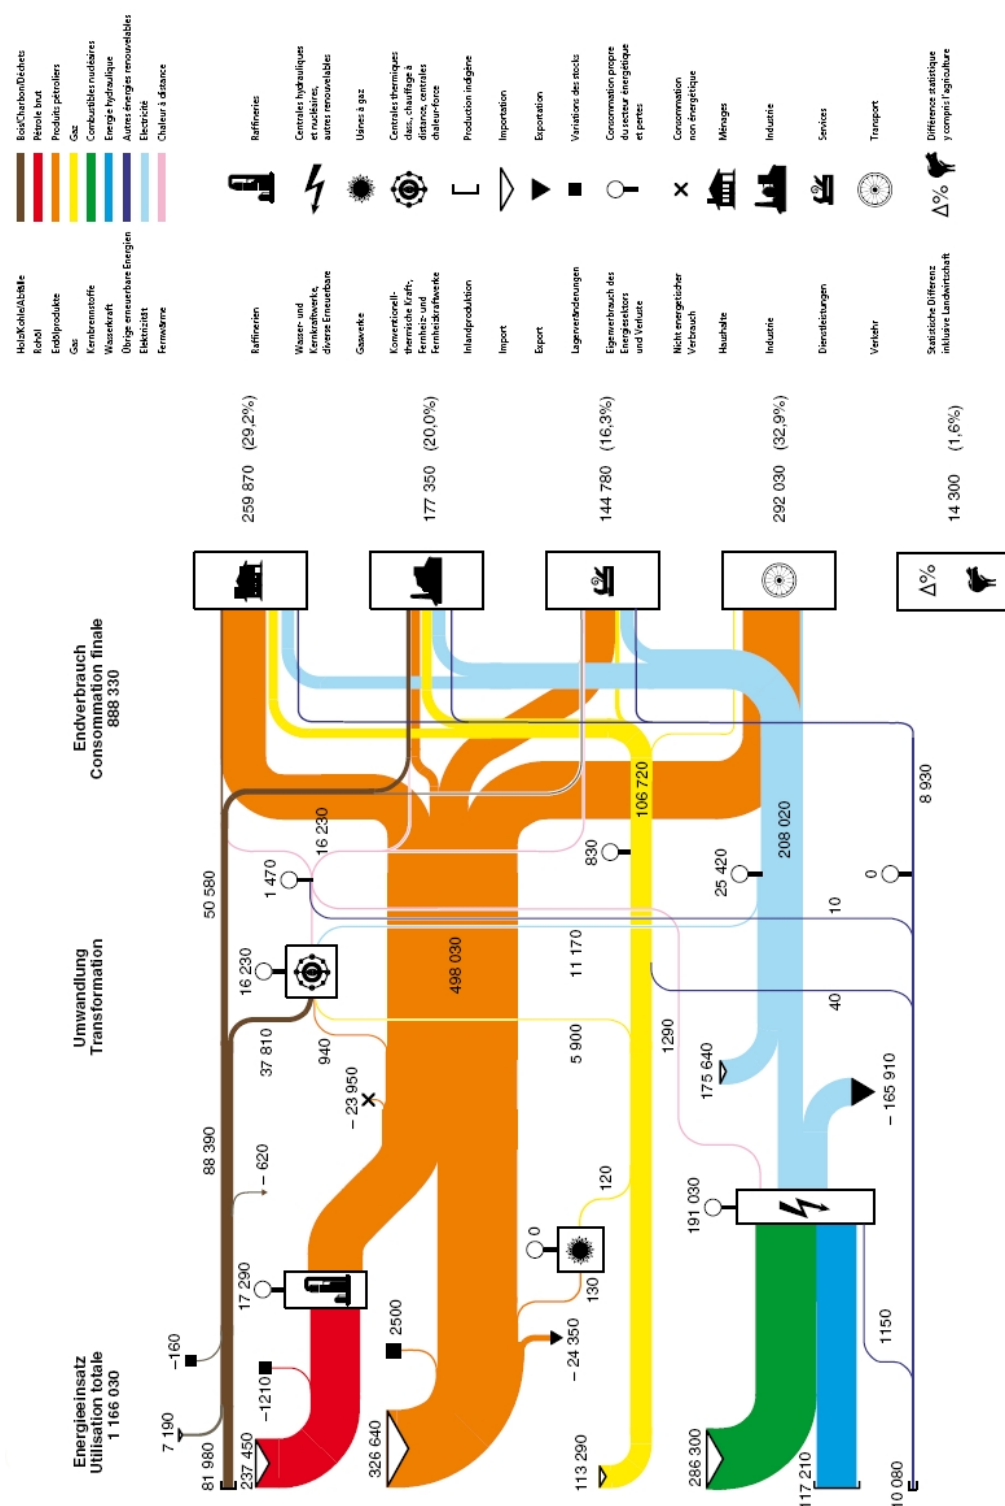 Bois/Charbon/Déchets
Pétrole brut
Produits pétroliers
Gaz
Combustibles nucléaires
Energie hydraulique
Autres énergies renouvelables
Electricité
Chaleur à distance
Raffineries
Centrales hydrauliques
et nucléaires,
autres renouvelables
Usines à gaz
Centrales thermiques
class., chauffage à
distance, centrales
chaleur-force
Production indigène
Importation
Exportation
Variations des stocks
Consommation propre
du secteur énergétique
et pertes
Consommation
non énergétique
Ménages
Industrie
Services
Transport
Différence statistique
y compris l'agriculture
Δ%
Holz/Kohle/Abfälle
Rohöl
Erdölprodukte
Gas
Kernbrennstoffe
Wasserkraft
Übrige erneuerbare Energien
Elektrizität
Fernwärme
Raffinerien
Wasser- und
Kernkraftwerke,
diverse Erneuerbare
Gaswerke
Konventionell-
thermische Kraft-,
Fernheiz- und
Fernheizkraftwerke
Inlandproduktion
Import
Export
Lagerveränderungen
Eigenverbrauch des
Energiesektors
und Verluste
Nicht energetischer
Verbrauch
Haushalte
Industrie
Dienstleistungen
Verkehr
Statistische Differenz
inklusive Landwirtschaft
259 870 (29,2%)
177 350 (20,0%)
144 780 (16,3%)
292 030 (32,9%)
14 300 (1,6%)
Δ%
Endverbrauch
Consommation finale
888 330
50 580
16 230
1 470
498 030
830
106 720
25 420
208 020
0
8 930
Umwandlung
Transformation
16 230
37 810
940
– 23 950
11 170
5 900
1290
175 640
10
40
– 165 910
88 390
– 620
17 290
120
0
130
191 030
1150
Energieeinsatz
Utilisation totale
1 166 030
–160
7 190
81 980
–1210
237 450
2500
326 640
– 24 350
113 290
286 300
117 210
10 080